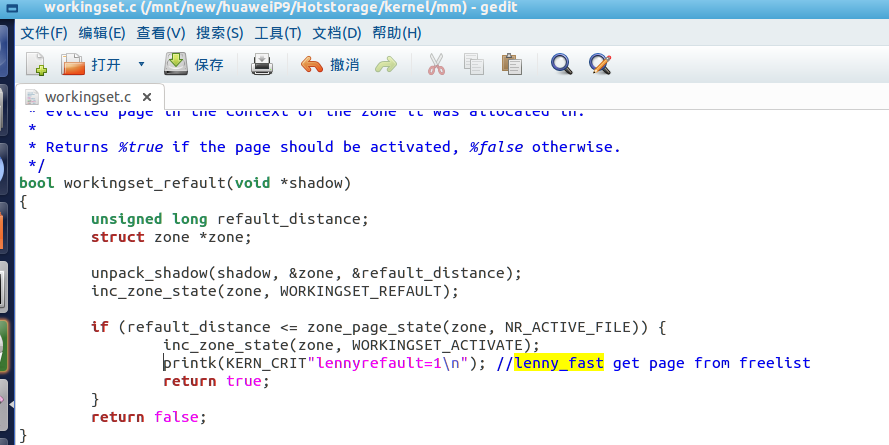 workingset.c (/mnt/new/huaweiP9/Hotstorage/kernel/mm) - gedit
文件(F) 编辑(E) 查看(V) 搜索(S) 工具(T) 文档(D) 帮助(H)
打开 保存 撤消
workingset.c ×
* evicted page in the context of the zone it was allocated in.
*
* Returns %true if the page should be activated, %false otherwise.
*/
bool workingset_refault(void *shadow)
{
unsigned long refault_distance;
struct zone *zone;
unpack_shadow(shadow, &zone, &refault_distance);
inc_zone_state(zone, WORKINGSET_REFAULT);
if (refault_distance <= zone_page_state(zone, NR_ACTIVE_FILE)) {
inc_zone_state(zone, WORKINGSET_ACTIVATE);
printk(KERN_CRIT"lennyrefault=1\n"); //lenny_fast get page from freelist
return true;
}
return false;
}